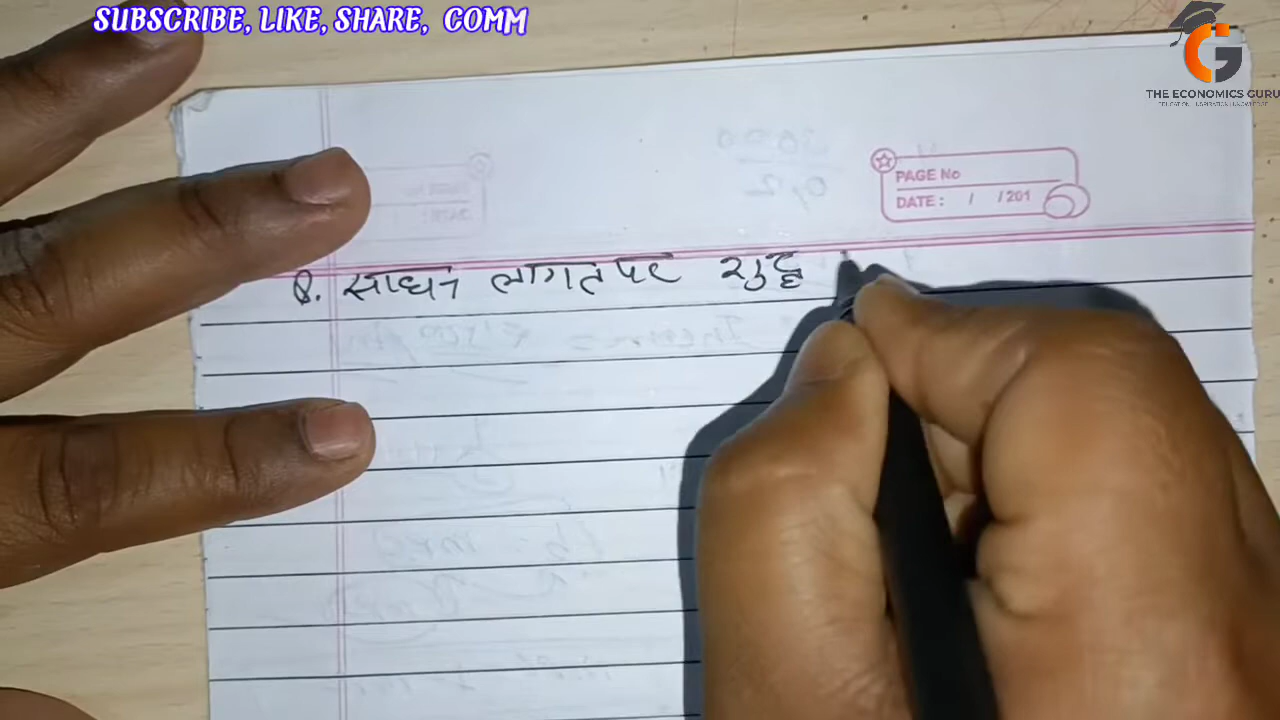 SUBSCRIBE, LIKE, SHARE, COMM
THE ECONOMICS GURU
PAGE No
DATE : / /201
Q. साधन लागत पर शुद्ध